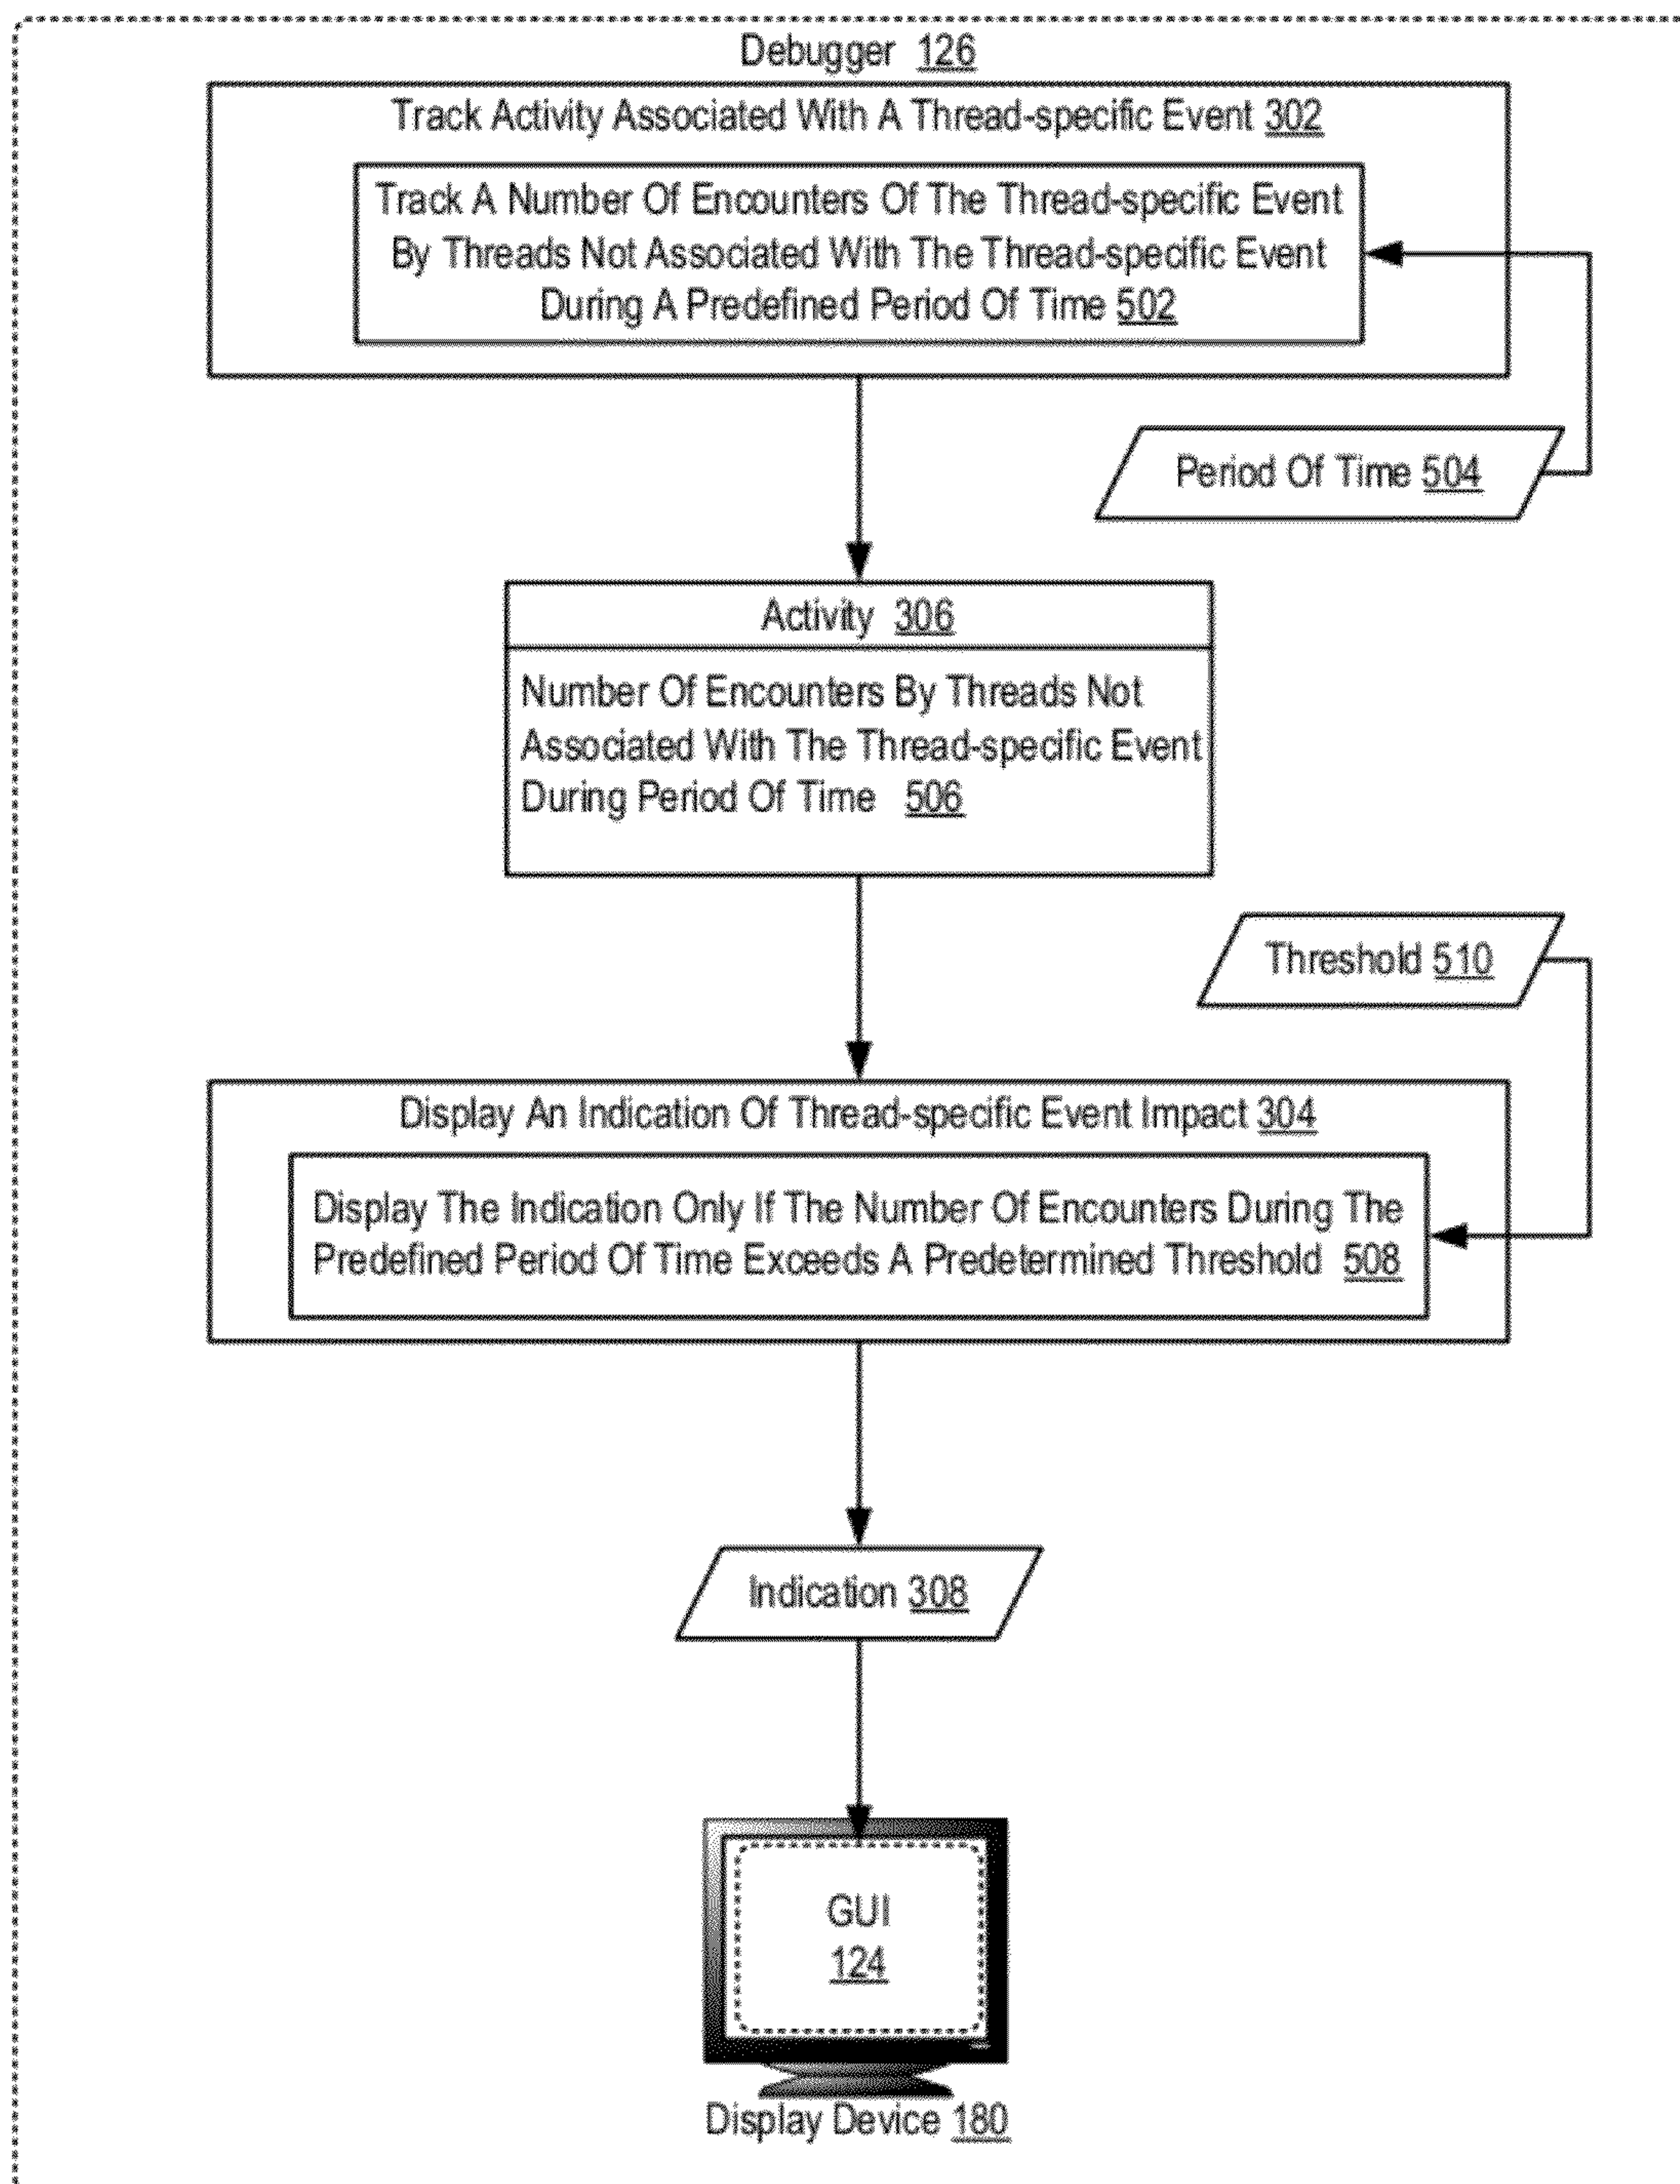 Debugger 126
Track Activity Associated With A Thread-specific Event 302
Track A Number Of Encounters Of The Thread-specific Event
By Threads Not Associated With The Thread-specific Event
During A Predefined Period Of Time 502
Period Of Time 504
Activity 306
Number Of Encounters By Threads Not
Associated With The Thread-specific Event
During Period Of Time 506
Threshold 510
Display An Indication Of Thread-specific Event Impact 304
Display The Indication Only If The Number Of Encounters During The
Predefined Period Of Time Exceeds A Predetermined Threshold 508
Indication 308
GUI
124
Display Device 180